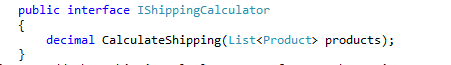 public interface IShippingCalculator
{
decimal CalculateShipping(List<Product> products);
}